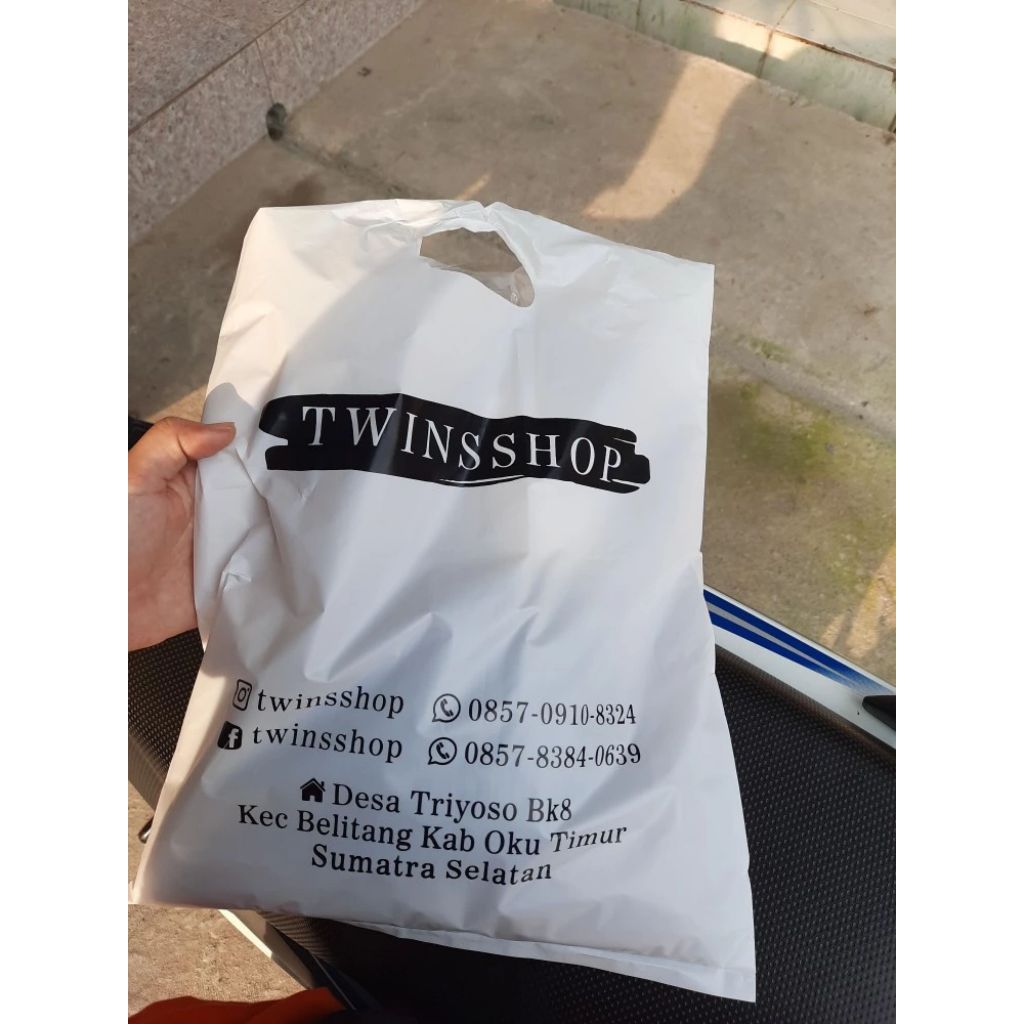 TWINSSHOP
twinsshop 0857-0910-8324
twinsshop 0857-8384-0639
Desa Triyoso Bk8
Kec Belitang Kab Oku Timur
Sumatra Selatan